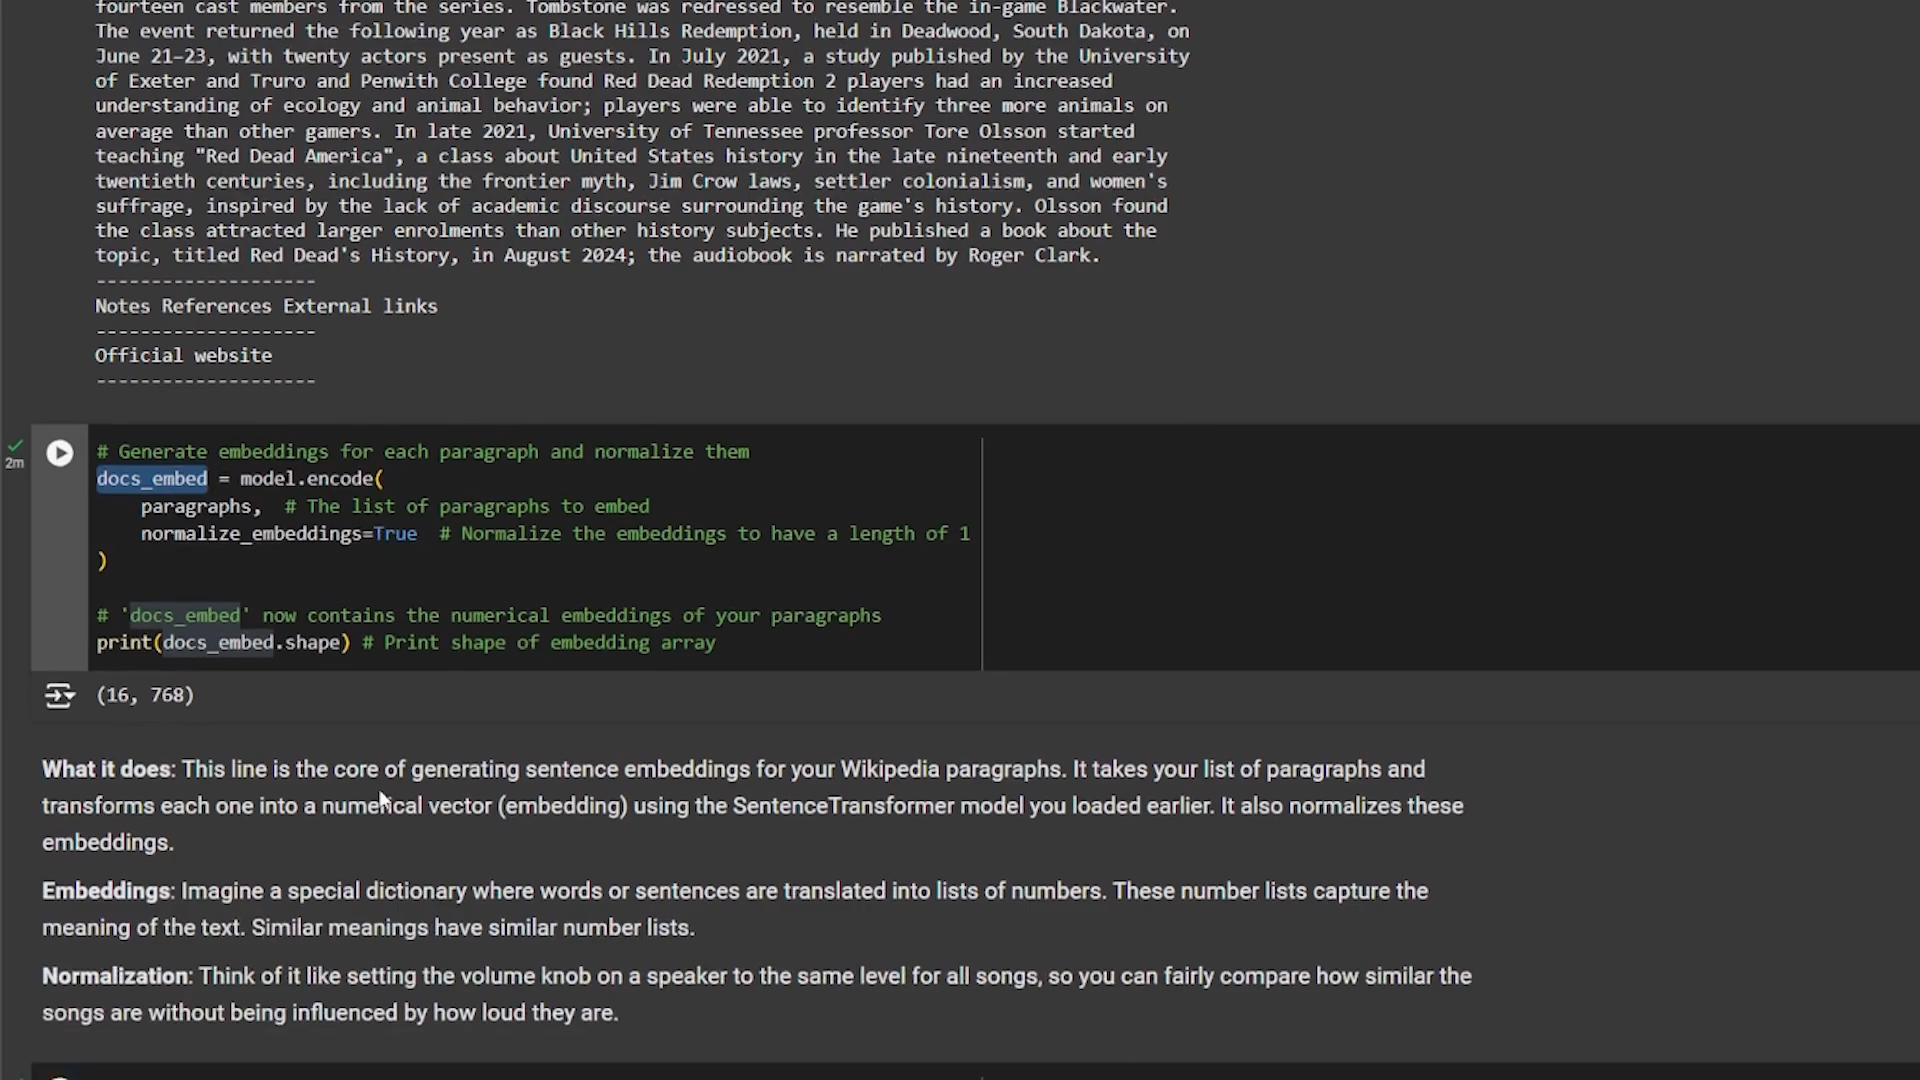 fourteen cast members from the series. Tombstone was redressed to resemble the in-game Blackwater.
The event returned the following year as Black Hills Redemption, held in Deadwood, South Dakota, on
June 21–23, with twenty actors present as guests. In July 2021, a study published by the University
of Exeter and Truro and Penwith College found Red Dead Redemption 2 players had an increased
understanding of ecology and animal behavior; players were able to identify three more animals on
average than other gamers. In late 2021, University of Tennessee professor Tore Olsson started
teaching "Red Dead America", a class about United States history in the late nineteenth and early
twentieth centuries, including the frontier myth, Jim Crow laws, settler colonialism, and women's
suffrage, inspired by the lack of academic discourse surrounding the game's history. Olsson found
the class attracted larger enrolments than other history subjects. He published a book about the
topic, titled Red Dead's History, in August 2024; the audiobook is narrated by Roger Clark.
--------------------
Notes References External links
--------------------
Official website
--------------------
2m
# Generate embeddings for each paragraph and normalize them
docs_embed = model.encode(
    paragraphs,  # The list of paragraphs to embed
    normalize_embeddings=True  # Normalize the embeddings to have a length of 1
)
# 'docs_embed' now contains the numerical embeddings of your paragraphs
print(docs_embed.shape) # Print shape of embedding array
(16, 768)
What it does: This line is the core of generating sentence embeddings for your Wikipedia paragraphs. It takes your list of paragraphs and
transforms each one into a numerical vector (embedding) using the SentenceTransformer model you loaded earlier. It also normalizes these
embeddings.
Embeddings: Imagine a special dictionary where words or sentences are translated into lists of numbers. These number lists capture the
meaning of the text. Similar meanings have similar number lists.
Normalization: Think of it like setting the volume knob on a speaker to the same level for all songs, so you can fairly compare how similar the
songs are without being influenced by how loud they are.